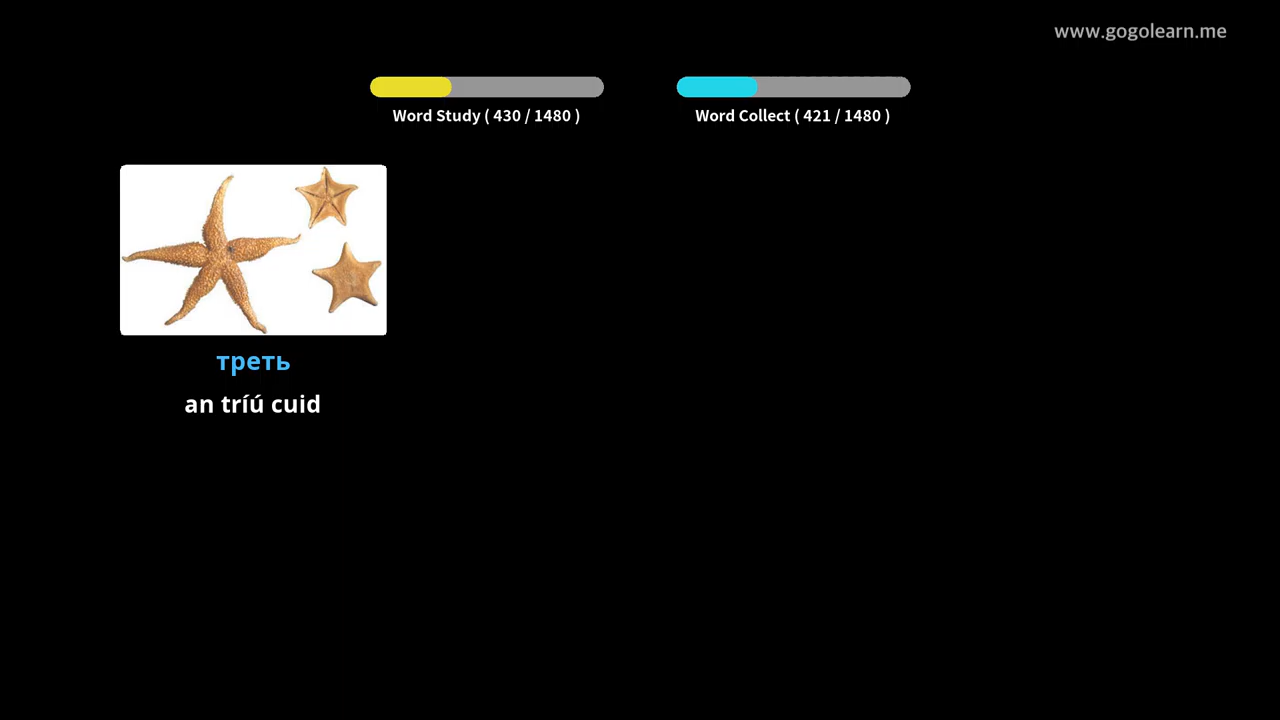 www.gogolearn.me
Word Study ( 430 / 1480 )
Word Collect ( 421 / 1480 )
треть
an tríú cuid